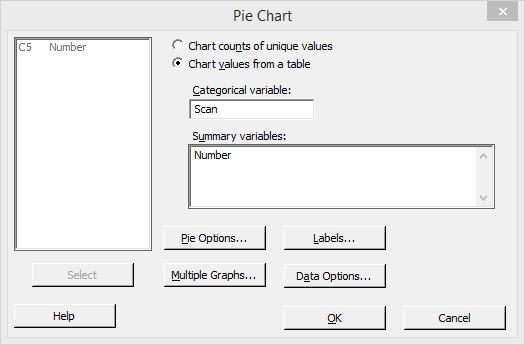 Pie Chart
C5 Number
Chart counts of unique values
Chart values from a table
Categorical variable:
Scan
Summary variables:
Number
Pie Options...
Labels...
Select
Multiple Graphs...
Data Options...
Help
OK
Cancel